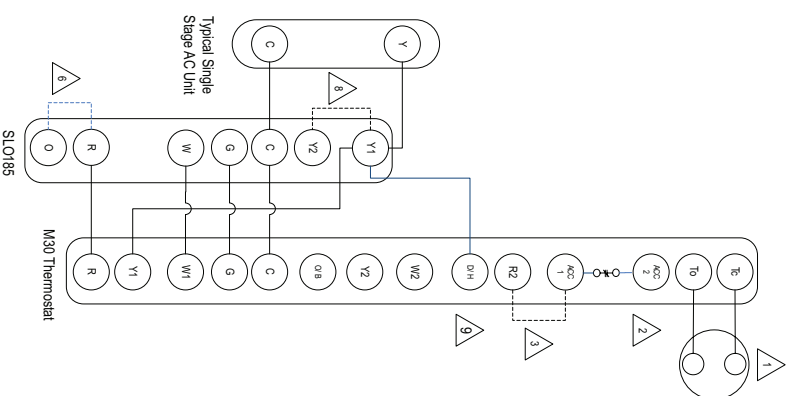 Typical Single
Stage AC Unit
Y
C
8
6
Y1
Y2
C
G
W
R
O
SLO185
Tc
To
ACC
2
ACC
1
R2
D/H
W2
Y2
O/B
C
G
W1
Y1
R
M30 Thermostat
1
2
3
9